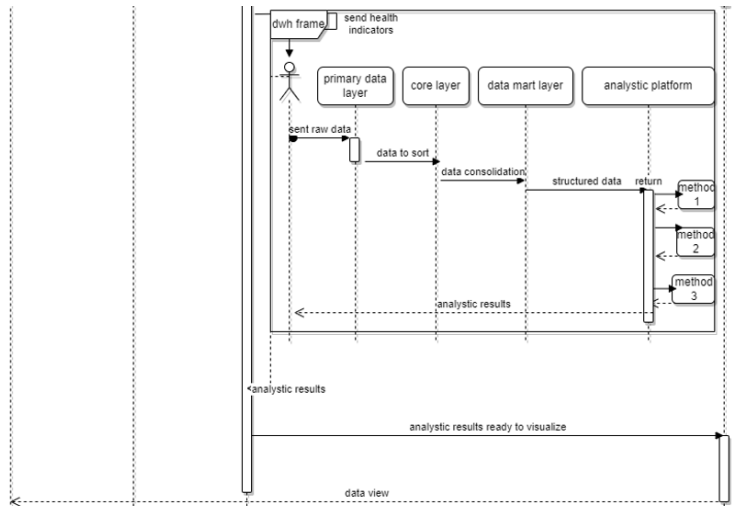 dwh frame
send health
indicators
primary data
layer
core layer
data mart layer
analystic platform
sent raw data
data to sort
data consolidation
structured data
return
method
1
method
2
method
3
analystic results
analystic results
analystic results ready to visualize
data view